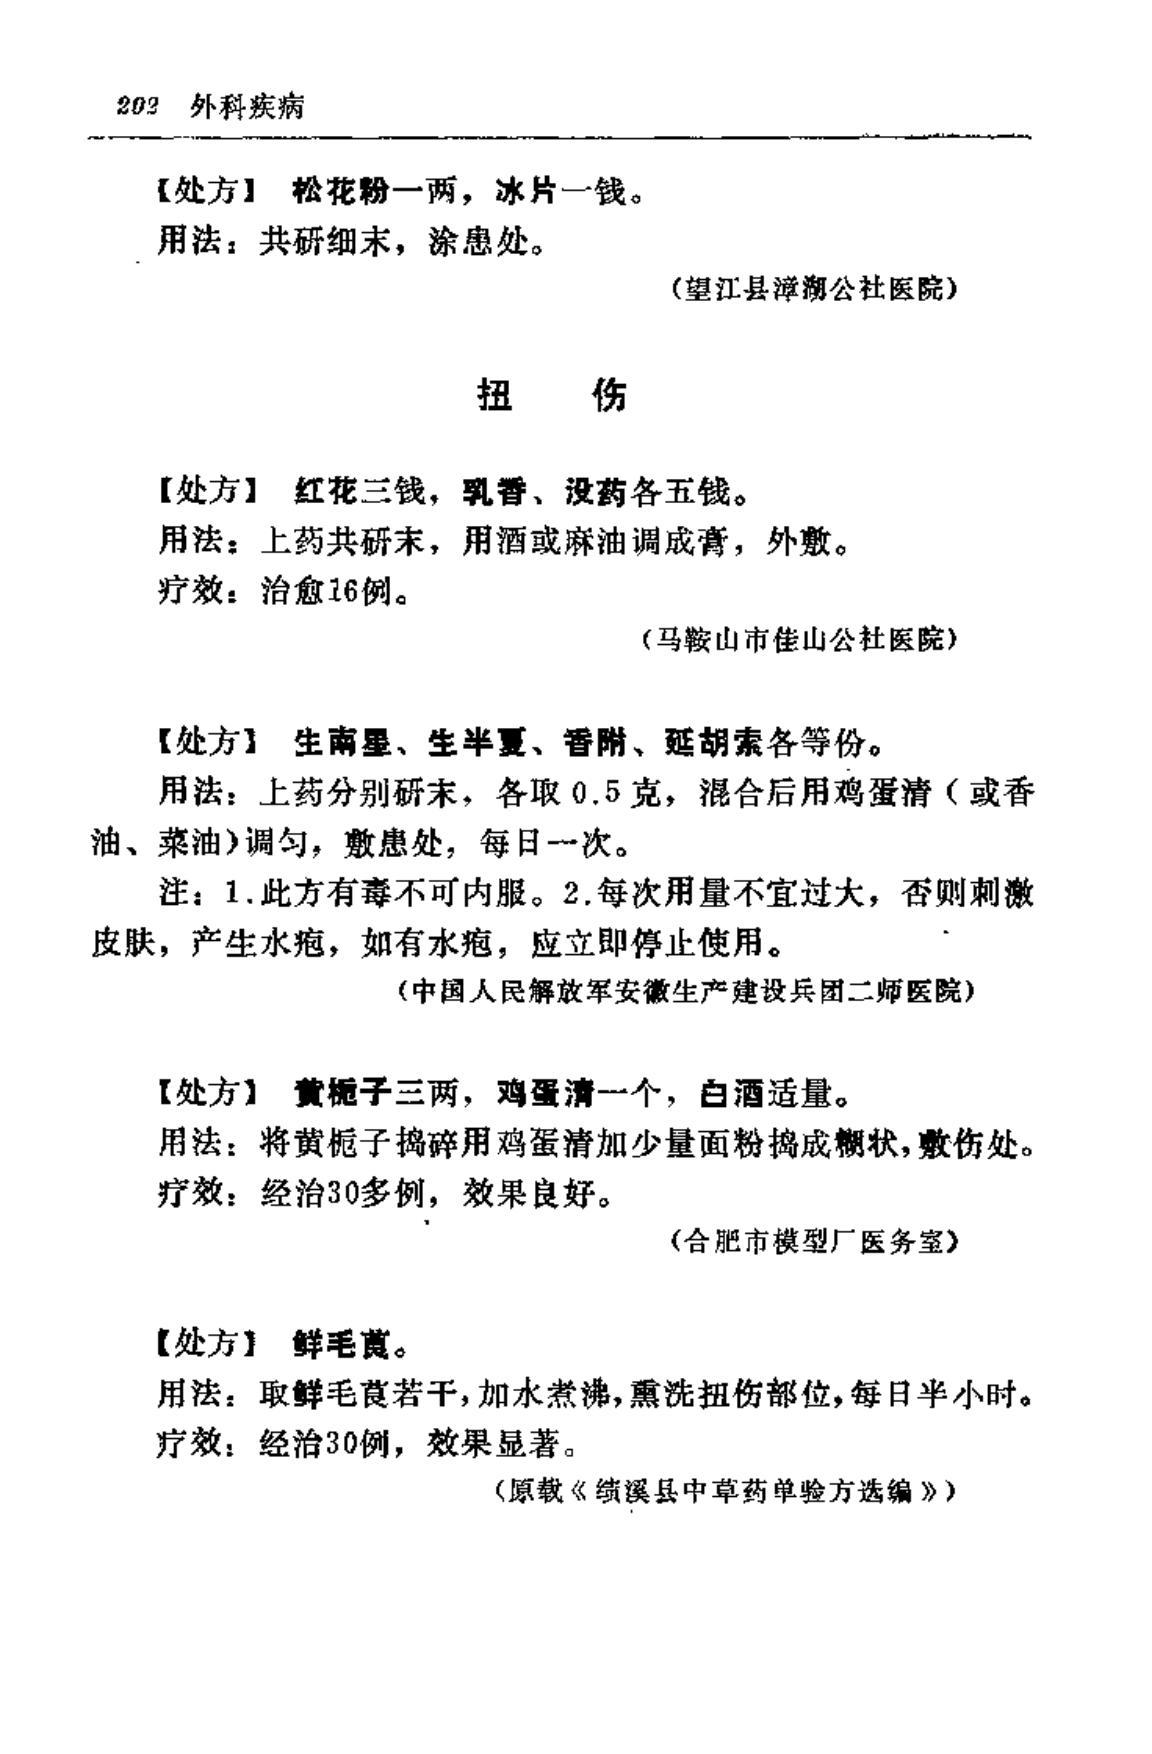 202 外科疾病
【处方】 松花粉一两，冰片一钱。
用法：共研细末，涂患处。
（望江县漳湖公社医院）
扭 伤
【处方】 红花三钱，乳香、没药各五钱。
用法：上药共研末，用酒或麻油调成膏，外敷。
疗效：治愈16例。
（马鞍山市佳山公社医院）
【处方】 生南星、生半夏、香附、延胡索各等份。
用法：上药分别研末，各取0.5克，混合后用鸡蛋清（或香
油、菜油）调匀，敷患处，每日一次。
注：1.此方有毒不可内服。2.每次用量不宜过大，否则刺激
皮肤，产生水疱，如有水疱，应立即停止使用。
（中国人民解放军安徽生产建设兵团二师医院）
【处方】 黄栀子三两，鸡蛋清一个，白酒适量。
用法：将黄栀子捣碎用鸡蛋清加少量面粉捣成糊状，敷伤处。
疗效：经治30多例，效果良好。
（合肥市模型厂医务室）
【处方】 鲜毛茛。
用法：取鲜毛茛若干，加水煮沸，熏洗扭伤部位，每日半小时。
疗效：经治30例，效果显著。
（原载《绩溪县中草药单验方选编》）